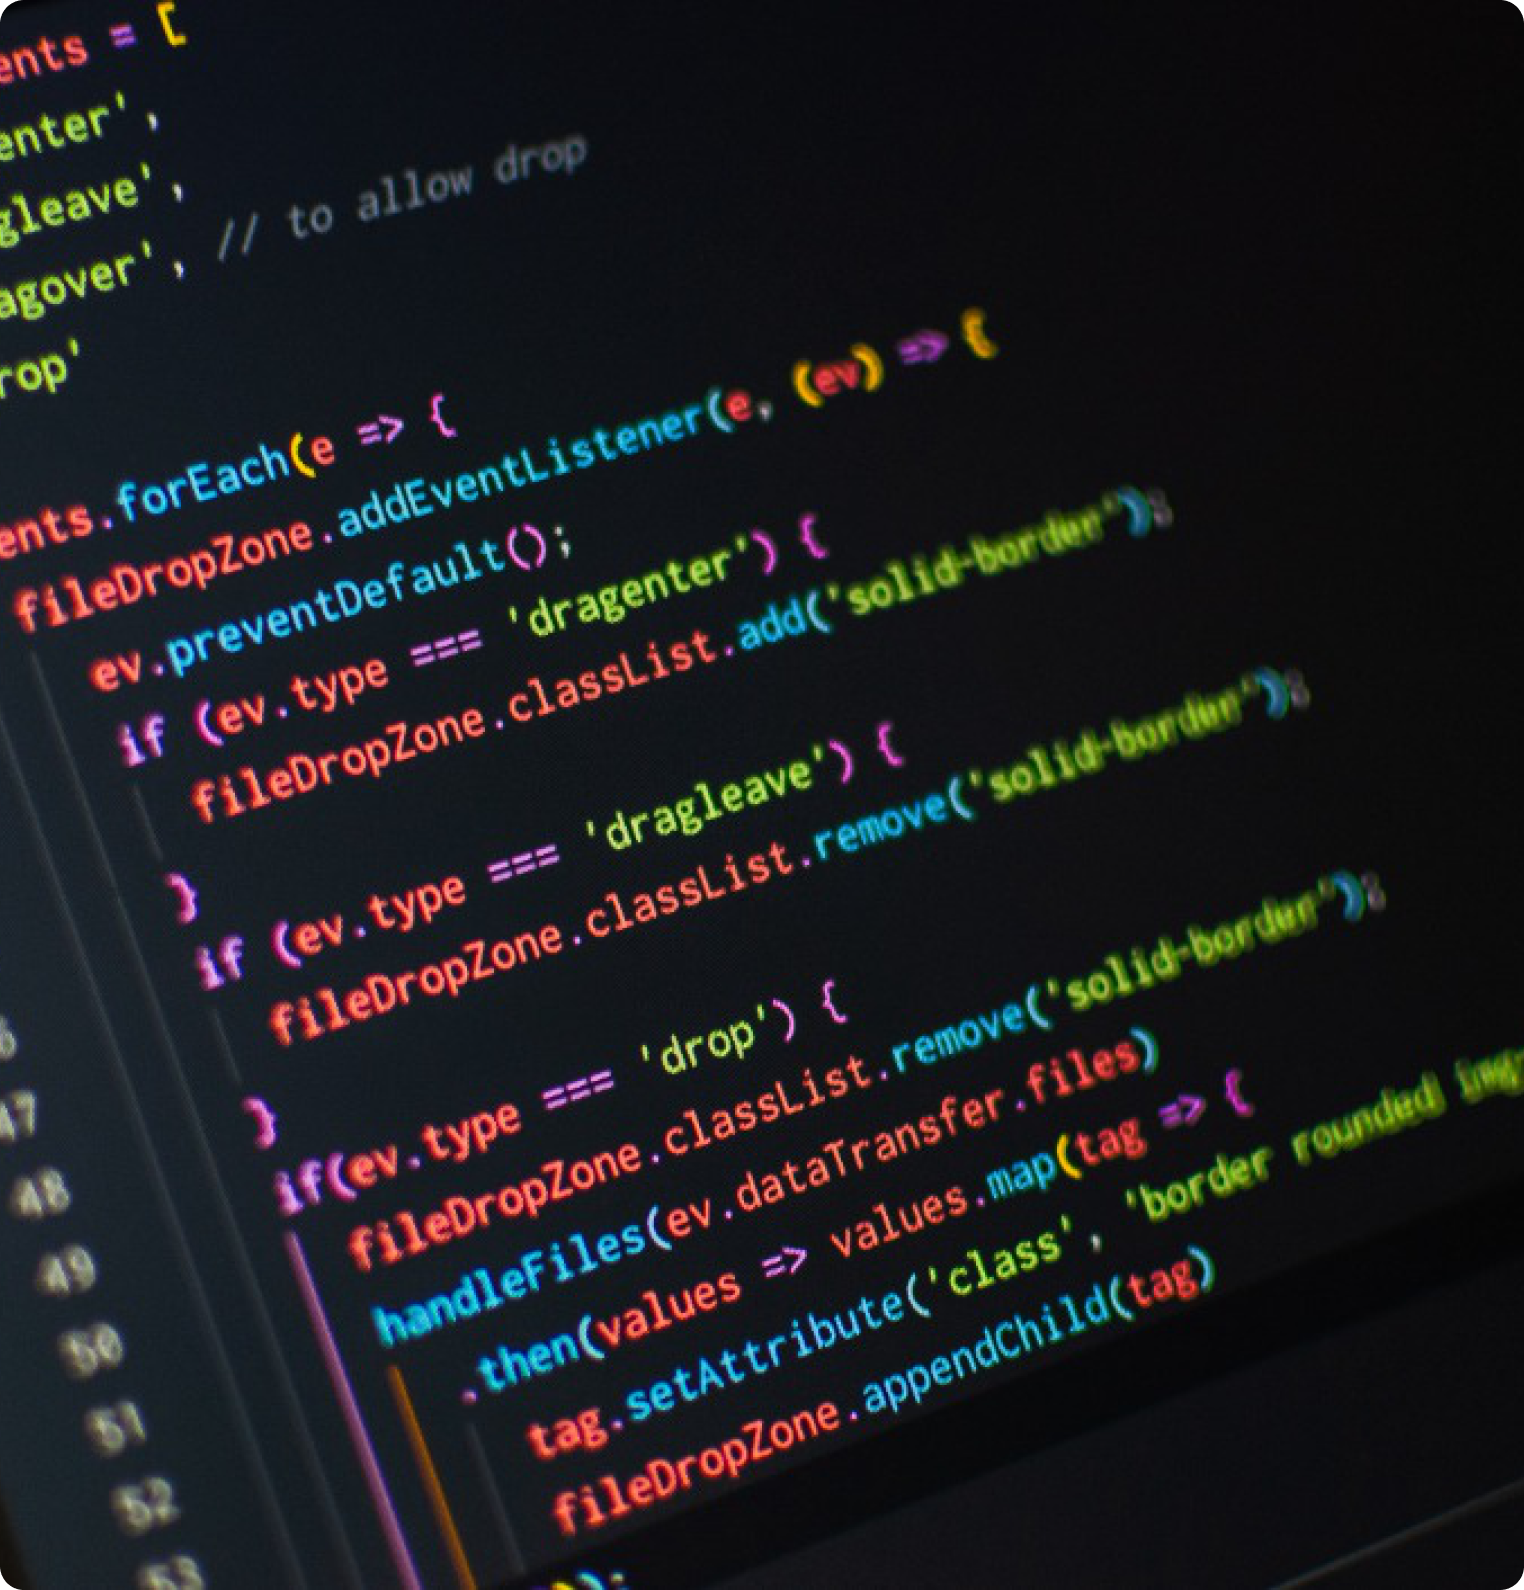 ents = [
enter',
gleave',
agover', // to allow drop
rop'
ents.forEach(e => {
fileDropZone.addEventListener(e, (ev) => {
ev.preventDefault();
if (ev.type === 'dragenter') {
fileDropZone.classList.add('solid-border');
}
if (ev.type === 'dragleave') {
fileDropZone.classList.remove('solid-border');
}
if(ev.type === 'drop') {
fileDropZone.classList.remove('solid-border');
handleFiles(ev.dataTransfer.files)
.then(values => values.map(tag => {
tag.setAttribute('class', 'border rounded
fileDropZone.appendChild(tag)
47
48
49
50
51
52
53